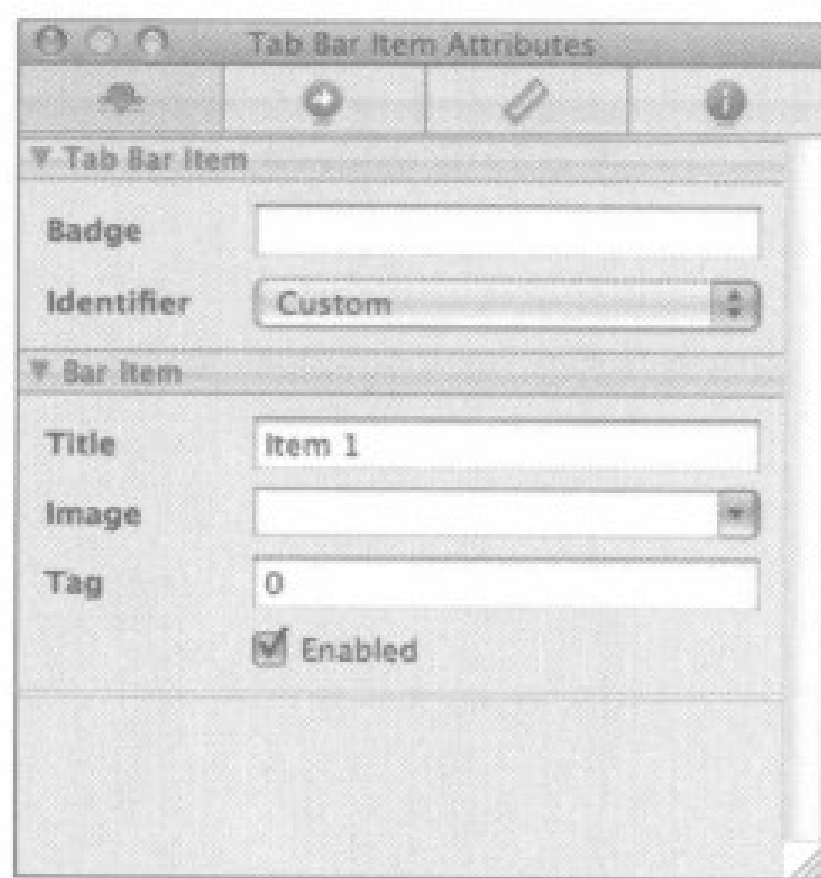 Tab Bar Item Attributes
Tab Bar Item
Badge
Identifier Custom
Bar Item
Title Item 1
Image
Tag 0
Enabled